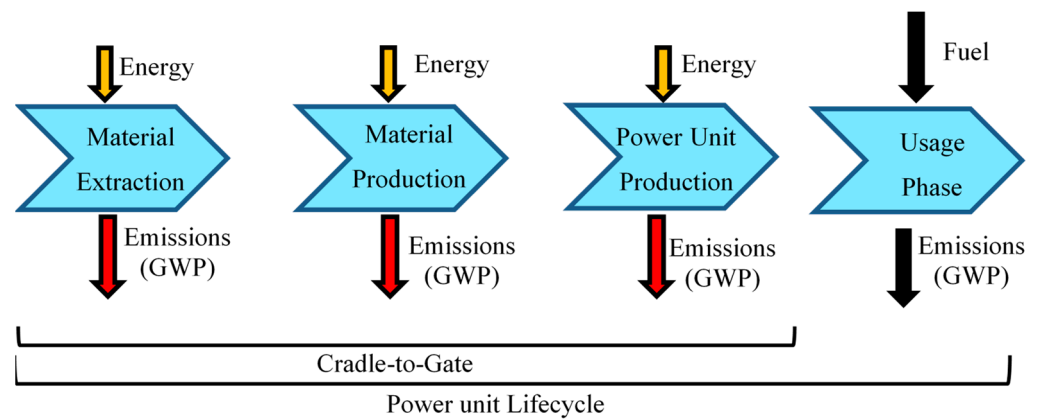 Energy
Energy
Energy
Fuel
Material
Extraction
Material
Production
Power Unit
Production
Usage
Phase
Emissions
(GWP)
Emissions
(GWP)
Emissions
(GWP)
Emissions
(GWP)
Cradle-to-Gate
Power unit Lifecycle